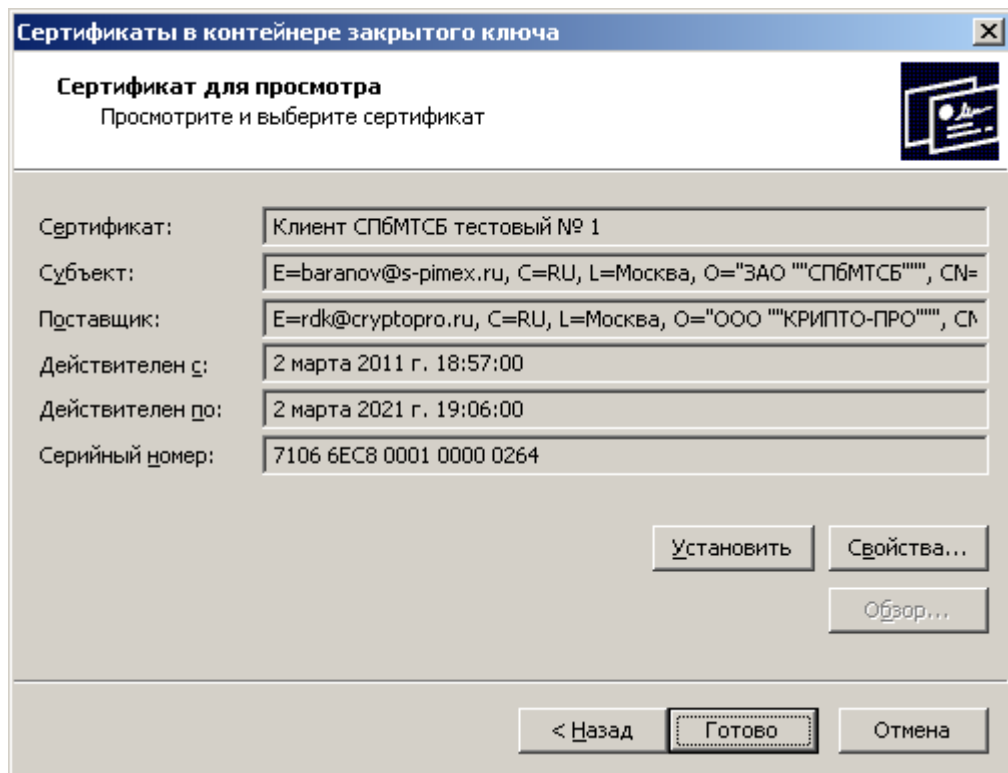 Сертификаты в контейнере закрытого ключа
Сертификат для просмотра
Просмотрите и выберите сертификат
Сертификат: Клиент СПбМТСБ тестовый № 1
Субъект: E=baranov@s-pimex.ru, C=RU, L=Москва, O="ЗАО ""СПбМТСБ""", CN=
Поставщик: E=rdk@cryptopro.ru, C=RU, L=Москва, O="ООО ""КРИПТО-ПРО""", CN
Действителен с: 2 марта 2011 г. 18:57:00
Действителен по: 2 марта 2021 г. 19:06:00
Серийный номер: 7106 6EC8 0001 0000 0264
Установить Свойства...
Обзор...
< Назад Готово Отмена